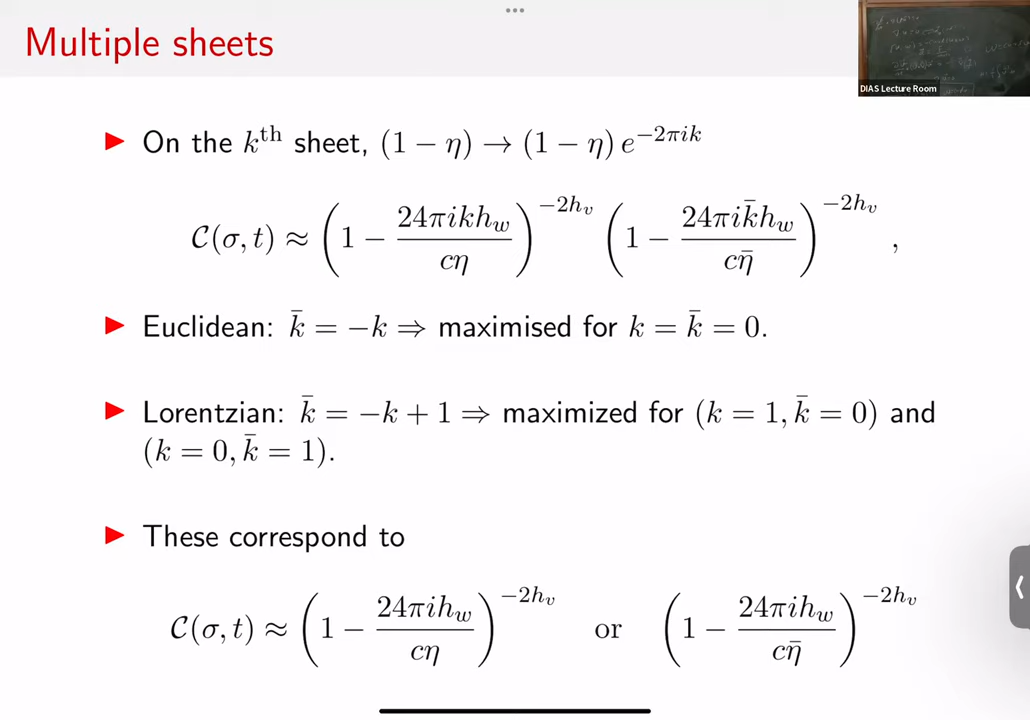 Multiple sheets
DIAS Lecture Room
▶ On the kᵗʰ sheet, (1 − η) → (1 − η) e^{−2πik}
C(σ, t) ≈ (1 − 24πikh_w / cη)^{−2h_v} (1 − 24πik̄h_w / cη̄)^{−2h_v} ,
▶ Euclidean: k̄ = −k ⇒ maximised for k = k̄ = 0.
▶ Lorentzian: k̄ = −k + 1 ⇒ maximized for (k = 1, k̄ = 0) and
(k = 0, k̄ = 1).
▶ These correspond to
C(σ, t) ≈ (1 − 24πih_w / cη)^{−2h_v} or (1 − 24πih_w / cη̄)^{−2h_v}